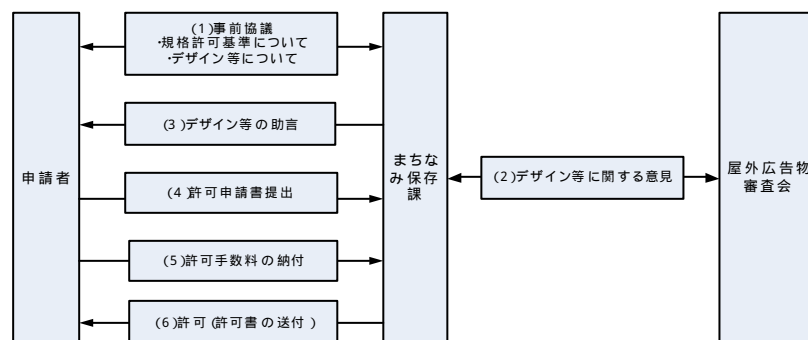 (1)事前協議
・規格許可基準について
・デザイン等について
(3)デザイン等の助言
申請者
(4)許可申請書提出
(5)許可手数料の納付
(6)許可(許可書の送付)
まちな
み保存
課
(2)デザイン等に関する意見
屋外広告物
審査会